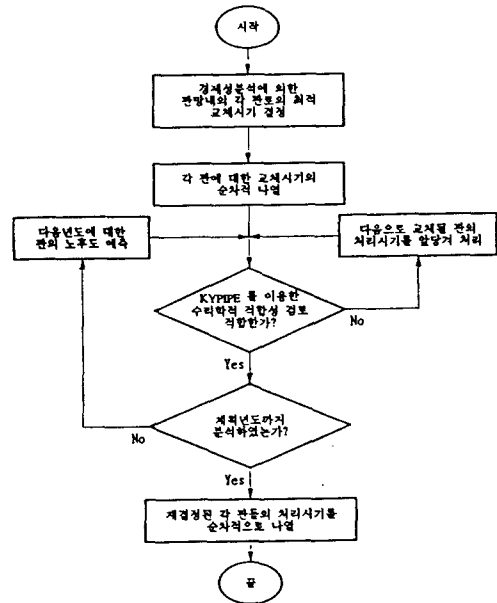 시작
경제성분석에 의한
관망내의 각 관로의 최적
교체시기 결정
각 관에 대한 교체시기의
순차적 나열
다음년도에 대한
관의 노후도 예측
다음으로 교체될 관의
처리시기를 앞당겨 처리
KYPIPE 를 이용한
수리학적 적합성 검토
적합한가?
No
Yes
계획년도까지
분석하였는가?
No
Yes
재결정된 각 관들의 처리시기를
순차적으로 나열
끝